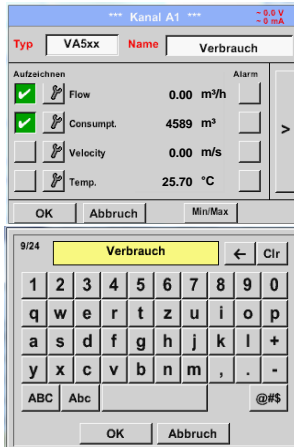 *** Kanal A1 ***
~ 0.0 V
~ 0 mA
Typ VA5xx Name Verbrauch
Aufzeichnen Alarm
Flow 0.00 m³/h
Consumpt. 4589 m³
>
Velocity 0.00 m/s
Temp. 25.70 °C
OK Abbruch Min/Max
9/24 Verbrauch ← Clr
1 2 3 4 5 6 7 8 9 0
q w e r t z u i o p
a s d f g h j k l +
y x c v b n m , . -
ABC Abc @#$
OK Abbruch